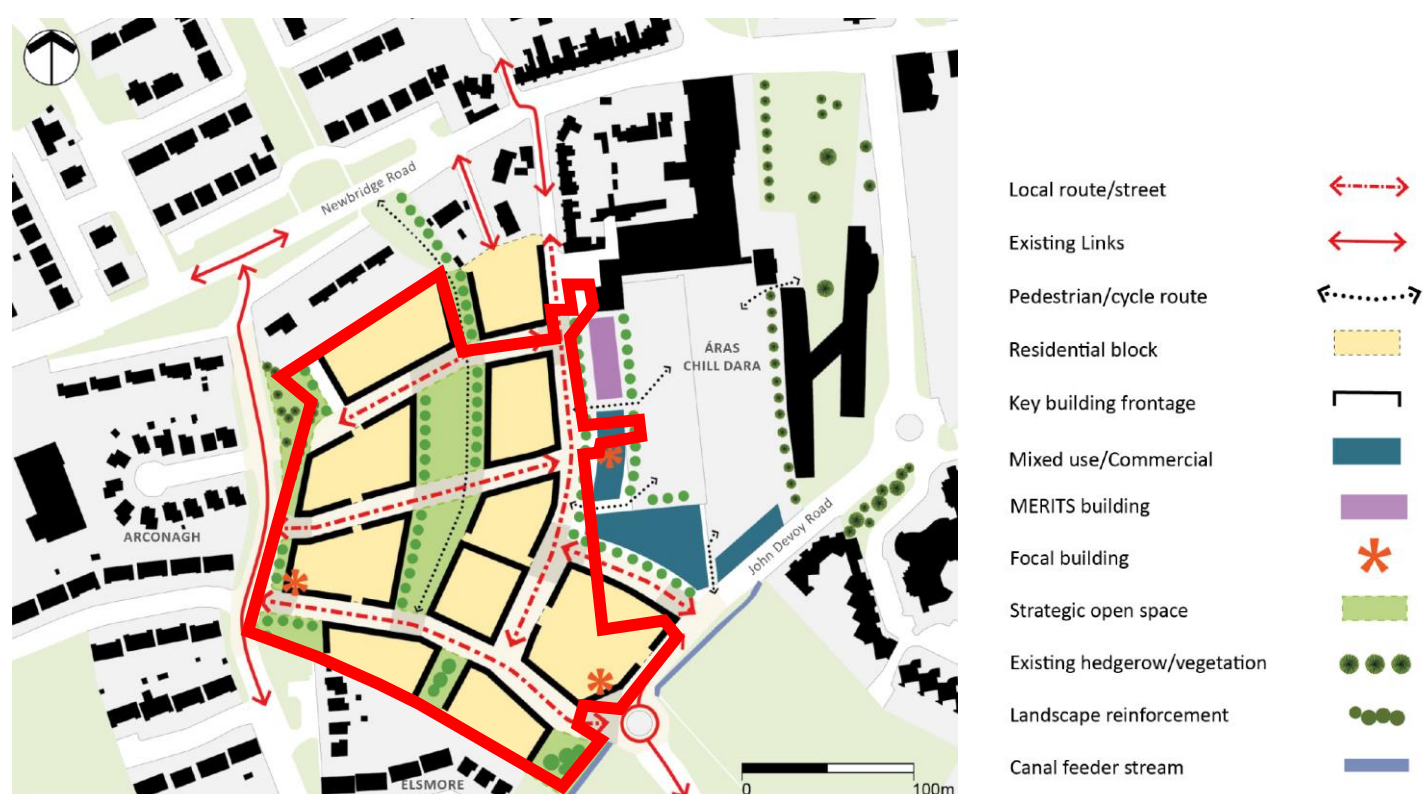 Newbridge Road
ÁRAS
CHILL DARA
ARCONAGH
John Devoy Road
ELSMORE
0
100m
Local route/street
Existing Links
Pedestrian/cycle route
Residential block
Key building frontage
Mixed use/Commercial
MERITS building
Focal building
Strategic open space
Existing hedgerow/vegetation
Landscape reinforcement
Canal feeder stream